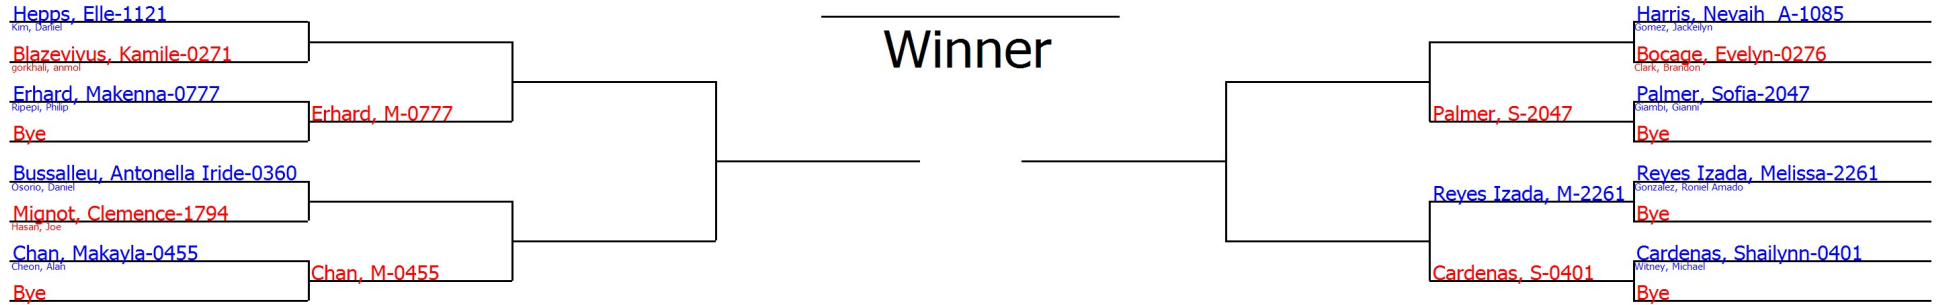 Hepps, Elle-1121
Kim, Daniel
Blazevivus, Kamile-0271
gorkhali, anmol
Erhard, Makenna-0777
Ripepi, Philip
Bye
Bussalleu, Antonella Iride-0360
Osorio, Daniel
Mignot, Clemence-1794
Hasan, Joe
Chan, Makayla-0455
Cheon, Alan
Bye
Erhard, M-0777
Chan, M-0455
Winner
Palmer, S-2047
Reyes Izada, M-2261
Cardenas, S-0401
Harris, Nevaih A-1085
Gomez, Jackeilyn
Bocage, Evelyn-0276
Clark, Brandon
Palmer, Sofia-2047
Giambi, Gianni
Bye
Reyes Izada, Melissa-2261
Gonzalez, Roniel Amado
Bye
Cardenas, Shailynn-0401
Witney, Michael
Bye